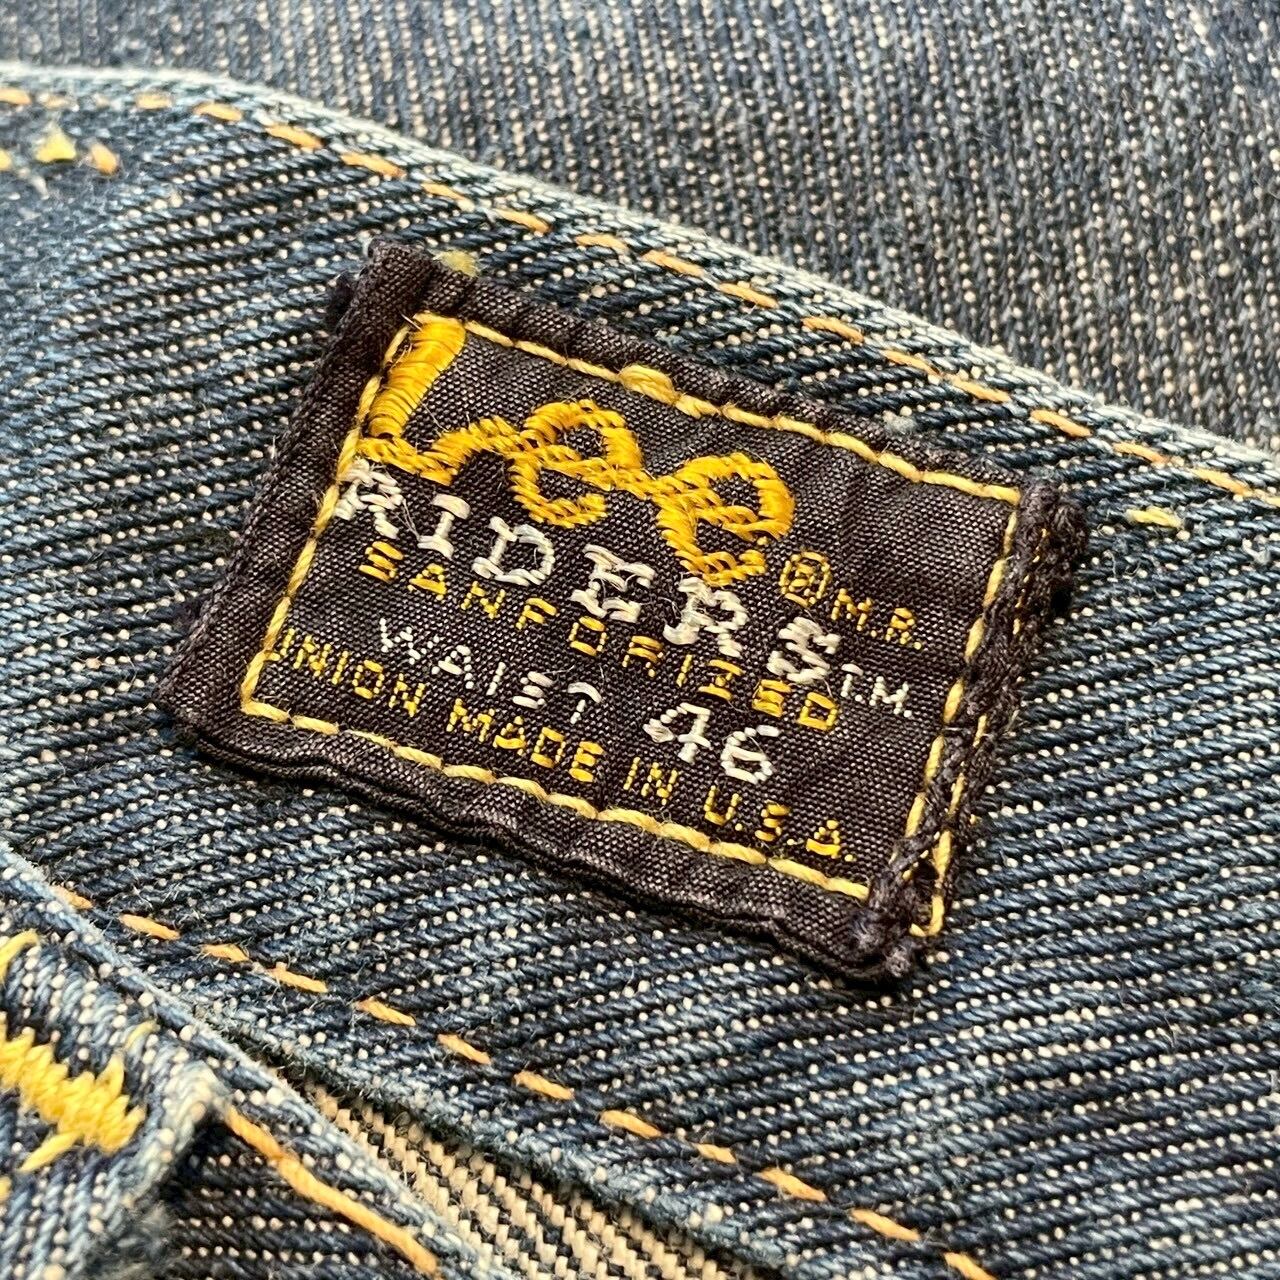 Lee ® M.R.
RIDERS T.M.
SANFORIZED
WAIST 46
UNION MADE IN U.S.A.